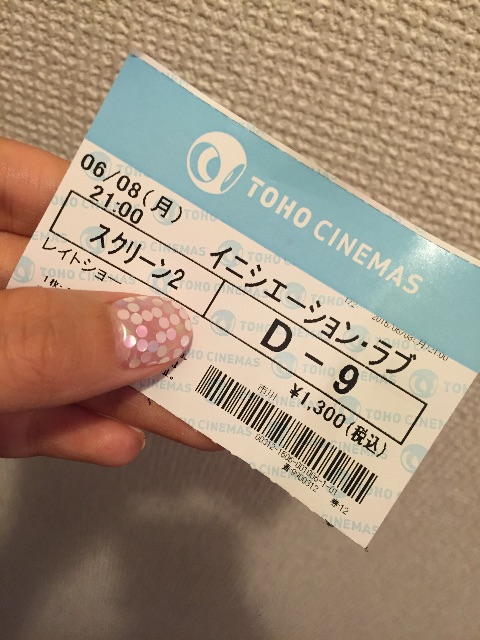 TOHO CINEMAS
06/08(月)
21:00
イニシエーション・ラブ
スクリーン2
D－9
レイトショー
¥1,300(税込)